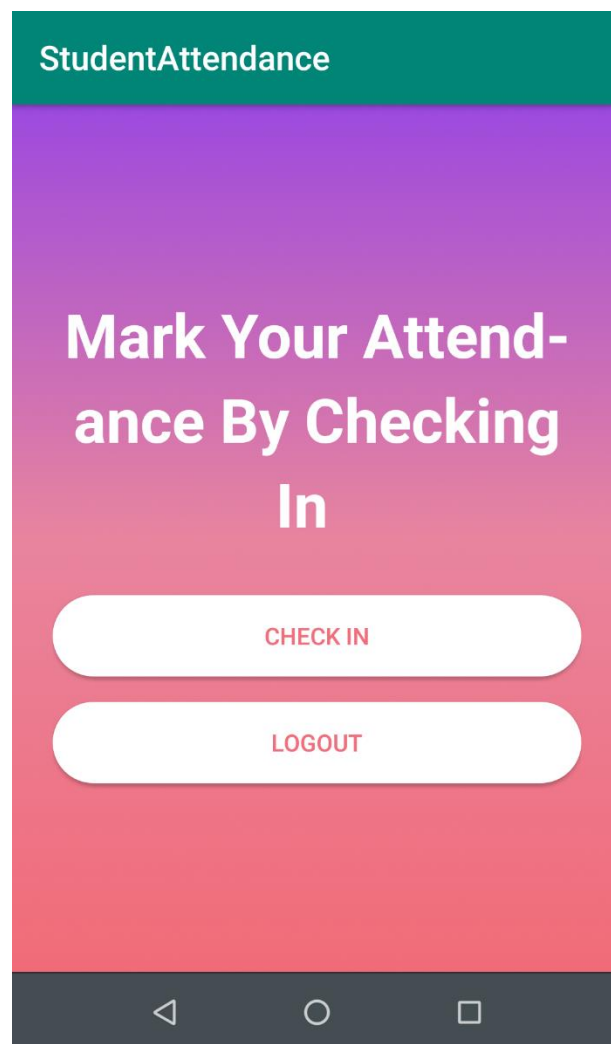 StudentAttendance
Mark Your Attend-
ance By Checking
In
CHECK IN
LOGOUT